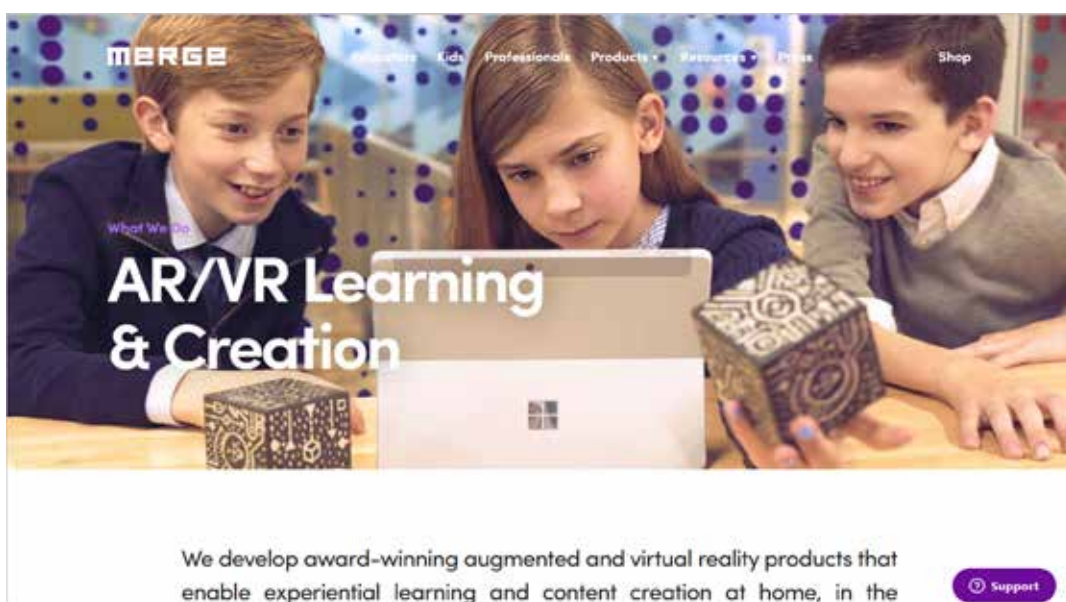 MERGE
Educators Kids Professionals Products Resources Press
Shop
What We Do
AR/VR Learning
& Creation
We develop award-winning augmented and virtual reality products that
enable experiential learning and content creation at home, in the
Support